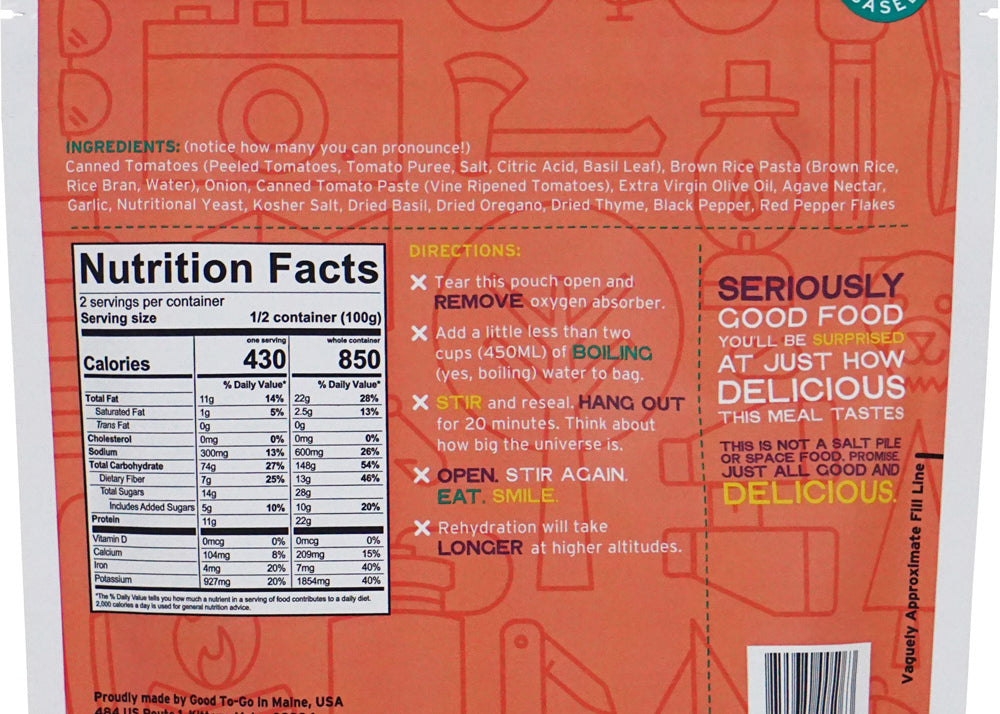 INGREDIENTS: (notice how many you can pronounce!)
Canned Tomatoes (Peeled Tomatoes, Tomato Puree, Salt, Citric Acid, Basil Leaf), Brown Rice Pasta (Brown Rice,
Rice Bran, Water), Onion, Canned Tomato Paste (Vine Ripened Tomatoes), Extra Virgin Olive Oil, Agave Nectar,
Garlic, Nutritional Yeast, Kosher Salt, Dried Basil, Dried Oregano, Dried Thyme, Black Pepper, Red Pepper Flakes
Nutrition Facts
2 servings per container
Serving size 1/2 container (100g)
one serving whole container
Calories 430 850
% Daily Value* % Daily Value*
Total Fat 11g 14% 22g 28%
Saturated Fat 1g 5% 2.5g 13%
Trans Fat 0g 0g
Cholesterol 0mg 0% 0mg 0%
Sodium 300mg 13% 600mg 26%
Total Carbohydrate 74g 27% 148g 54%
Dietary Fiber 7g 25% 13g 46%
Total Sugars 14g 28g
Includes Added Sugars 5g 10% 10g 20%
Protein 11g 22g
Vitamin D 0mcg 0% 0mcg 0%
Calcium 104mg 8% 209mg 15%
Iron 4mg 20% 7mg 40%
Potassium 927mg 20% 1854mg 40%
*The % Daily Value tells you how much a nutrient in a serving of food contributes to a daily diet.
2,000 calories a day is used for general nutrition advice.
DIRECTIONS:
Tear this pouch open and
REMOVE oxygen absorber.
Add a little less than two
cups (450ML) of BOILING
(yes, boiling) water to bag.
STIR and reseal. HANG OUT
for 20 minutes. Think about
how big the universe is.
OPEN. STIR AGAIN.
EAT. SMILE.
Rehydration will take
LONGER at higher altitudes.
SERIOUSLY
GOOD FOOD
YOU'LL BE SURPRISED
AT JUST HOW
DELICIOUS
THIS MEAL TASTES
THIS IS NOT A SALT PILE
OR SPACE FOOD. PROMISE.
JUST ALL GOOD AND
DELICIOUS.
Vaguely Approximate Fill Line
Proudly made by Good To-Go in Maine, USA